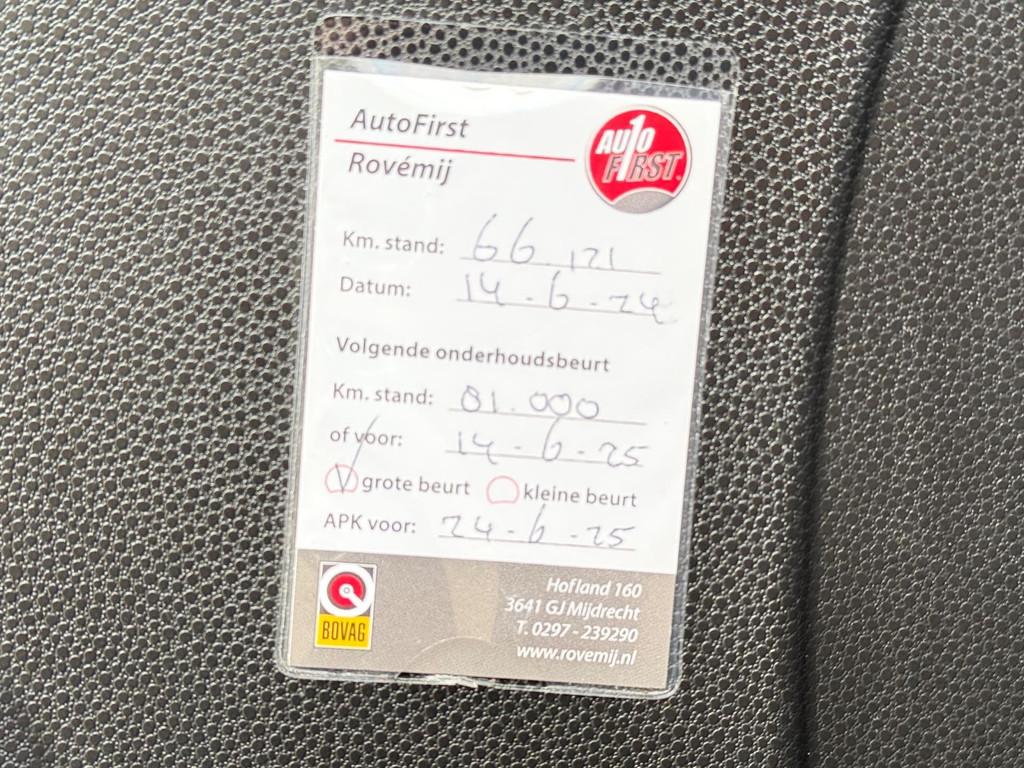 AutoFirst
Rovémij
AUTO FIRST
Km. stand: 66.121
Datum: 14-6-24
Volgende onderhoudsbeurt
Km. stand: 81.000
of voor: 14-6-25
V grote beurt kleine beurt
APK voor: 24-6-25
BOVAG
Hofland 160
3641 GJ Mijdrecht
T. 0297 - 239290
www.rovemij.nl